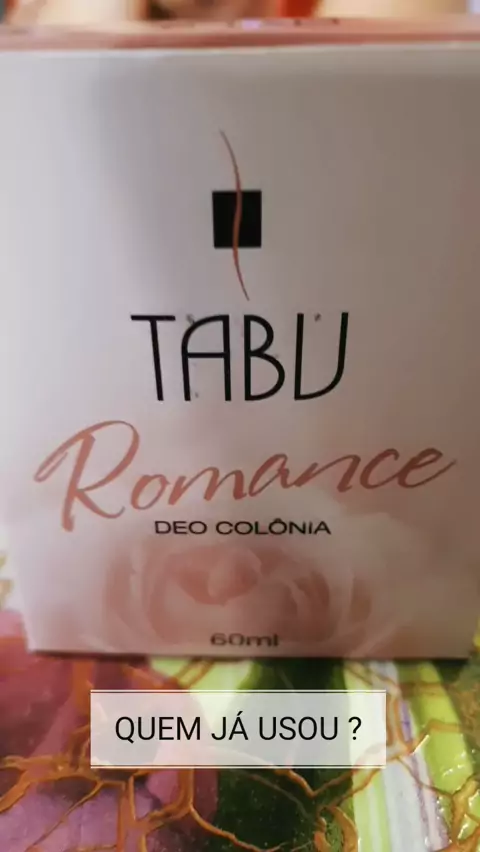 TABU
Romance
DEO COLÔNIA
60ml
QUEM JÁ USOU ?